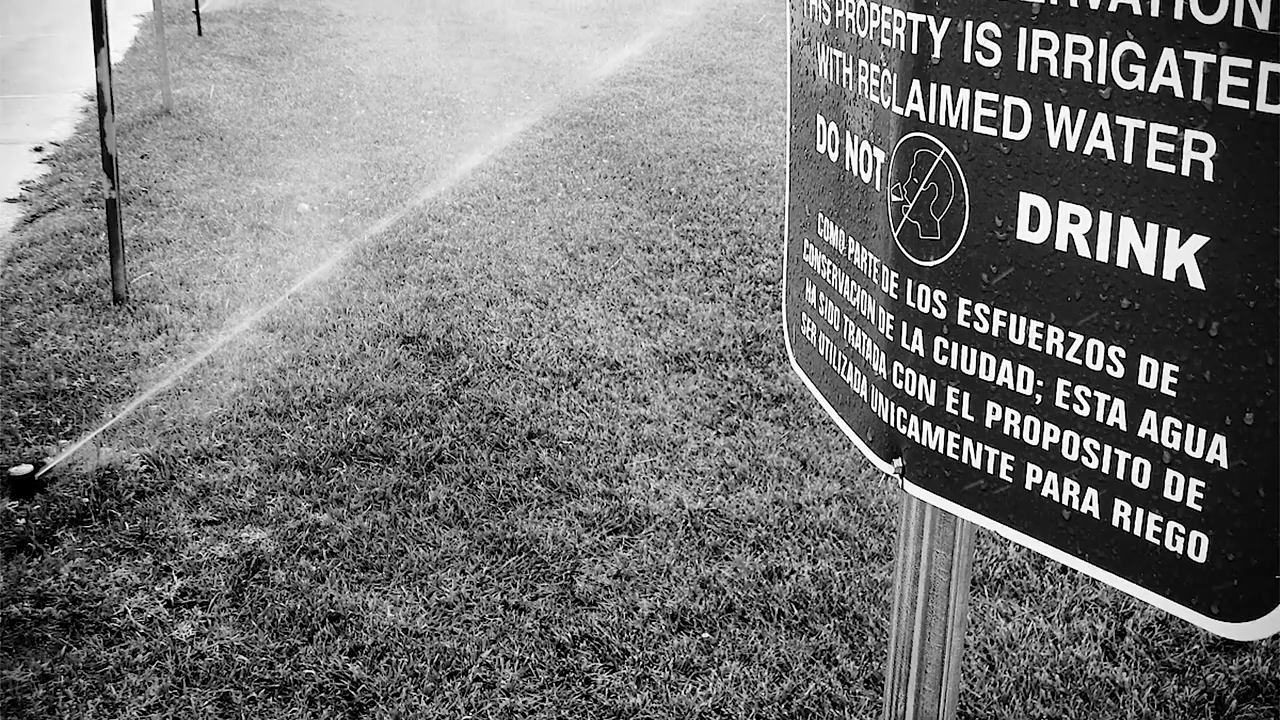 THIS PROPERTY IS IRRIGATED
WITH RECLAIMED WATER
DO NOT DRINK
COMO PARTE DE LOS ESFUERZOS DE
CONSERVACION DE LA CIUDAD; ESTA AGUA
HA SIDO TRATADA CON EL PROPOSITO DE
SER UTILIZADA UNICAMENTE PARA RIEGO